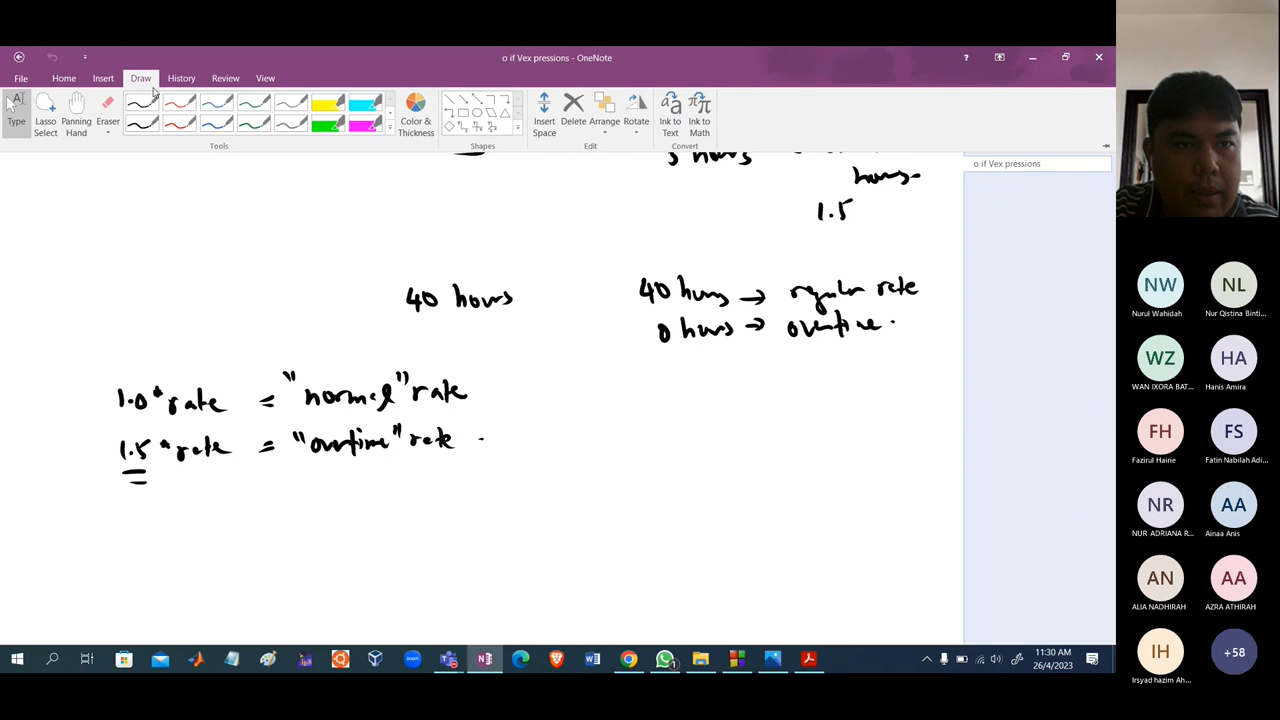 o if Vex pressions - OneNote
File Home Insert Draw History Review View
Type
Lasso Select
Panning Hand
Eraser
Color & Thickness
Insert Space
Delete
Arrange
Rotate
Ink to Text
Ink to Math
Tools
Shapes
Edit
Convert
o if Vex pressions
hours
hours.
1.5
40 hours
40 hours → regular rate
0 hours → overtime.
1.0 * rate = "normal" rate
1.5 * rate = "overtime" rate
NW
Nurul Wahidah
NL
Nur Qistina Binti...
WZ
WAN IXORA BAT...
HA
Hanis Amira
FH
Fazirul Hairie
FS
Fatin Nabilah Adi...
NR
NUR ADRIANA R...
AA
Ainaa Anis
AN
ALIA NADHIRAH
AA
AZRA ATHIRAH
IH
Irsyad hazim Ah...
+58
11:30 AM
26/4/2023